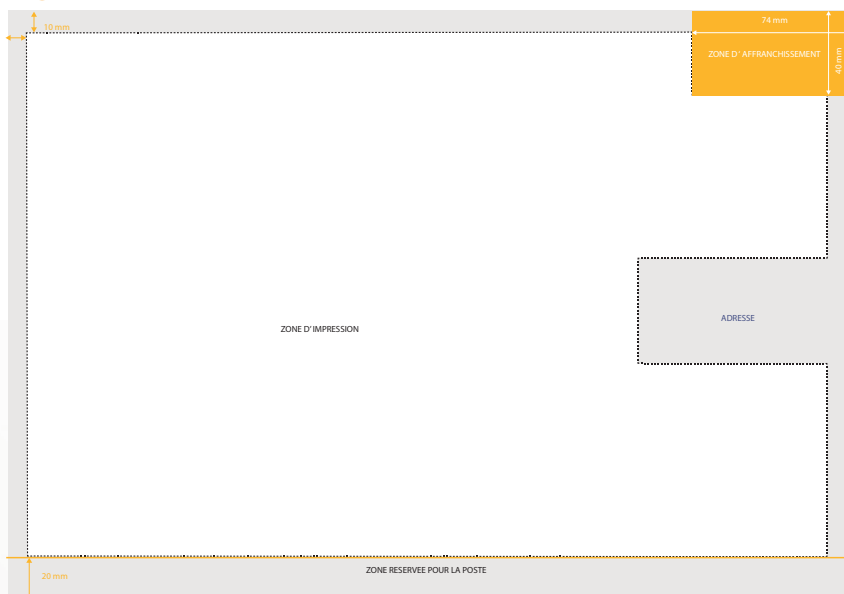 10 mm
74 mm
ZONE D' AFFRANCHISSEMENT
40 mm
ADRESSE
ZONE D' IMPRESSION
ZONE RESERVEE POUR LA POSTE
20 mm